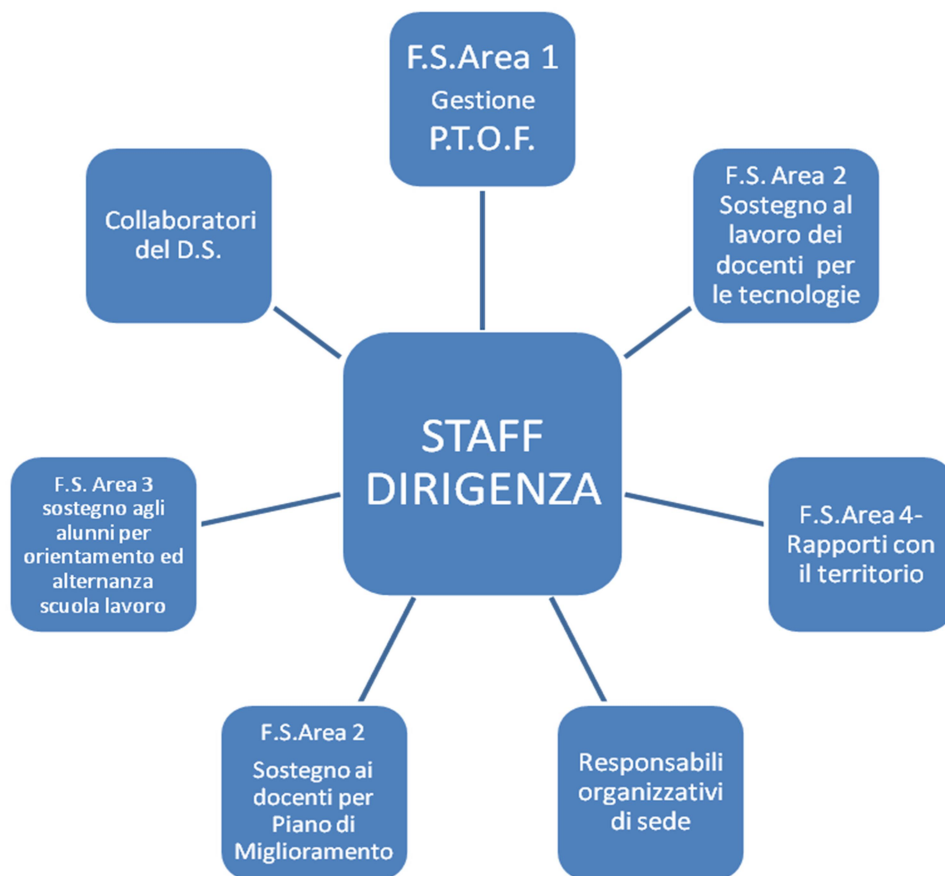 F.S.Area 1
Gestione
P.T.O.F.
Collaboratori
del D.S.
F.S. Area 2
Sostegno al
lavoro dei
docenti per
le tecnologie
STAFF
DIRIGENZA
F.S. Area 3
sostegno agli
alunni per
orientamento ed
alternanza
scuola lavoro
F.S.Area 4-
Rapporti con
il territorio
F.S.Area 2
Sostegno ai
docenti per
Piano di
Miglioramento
Responsabili
organizzativi
di sede